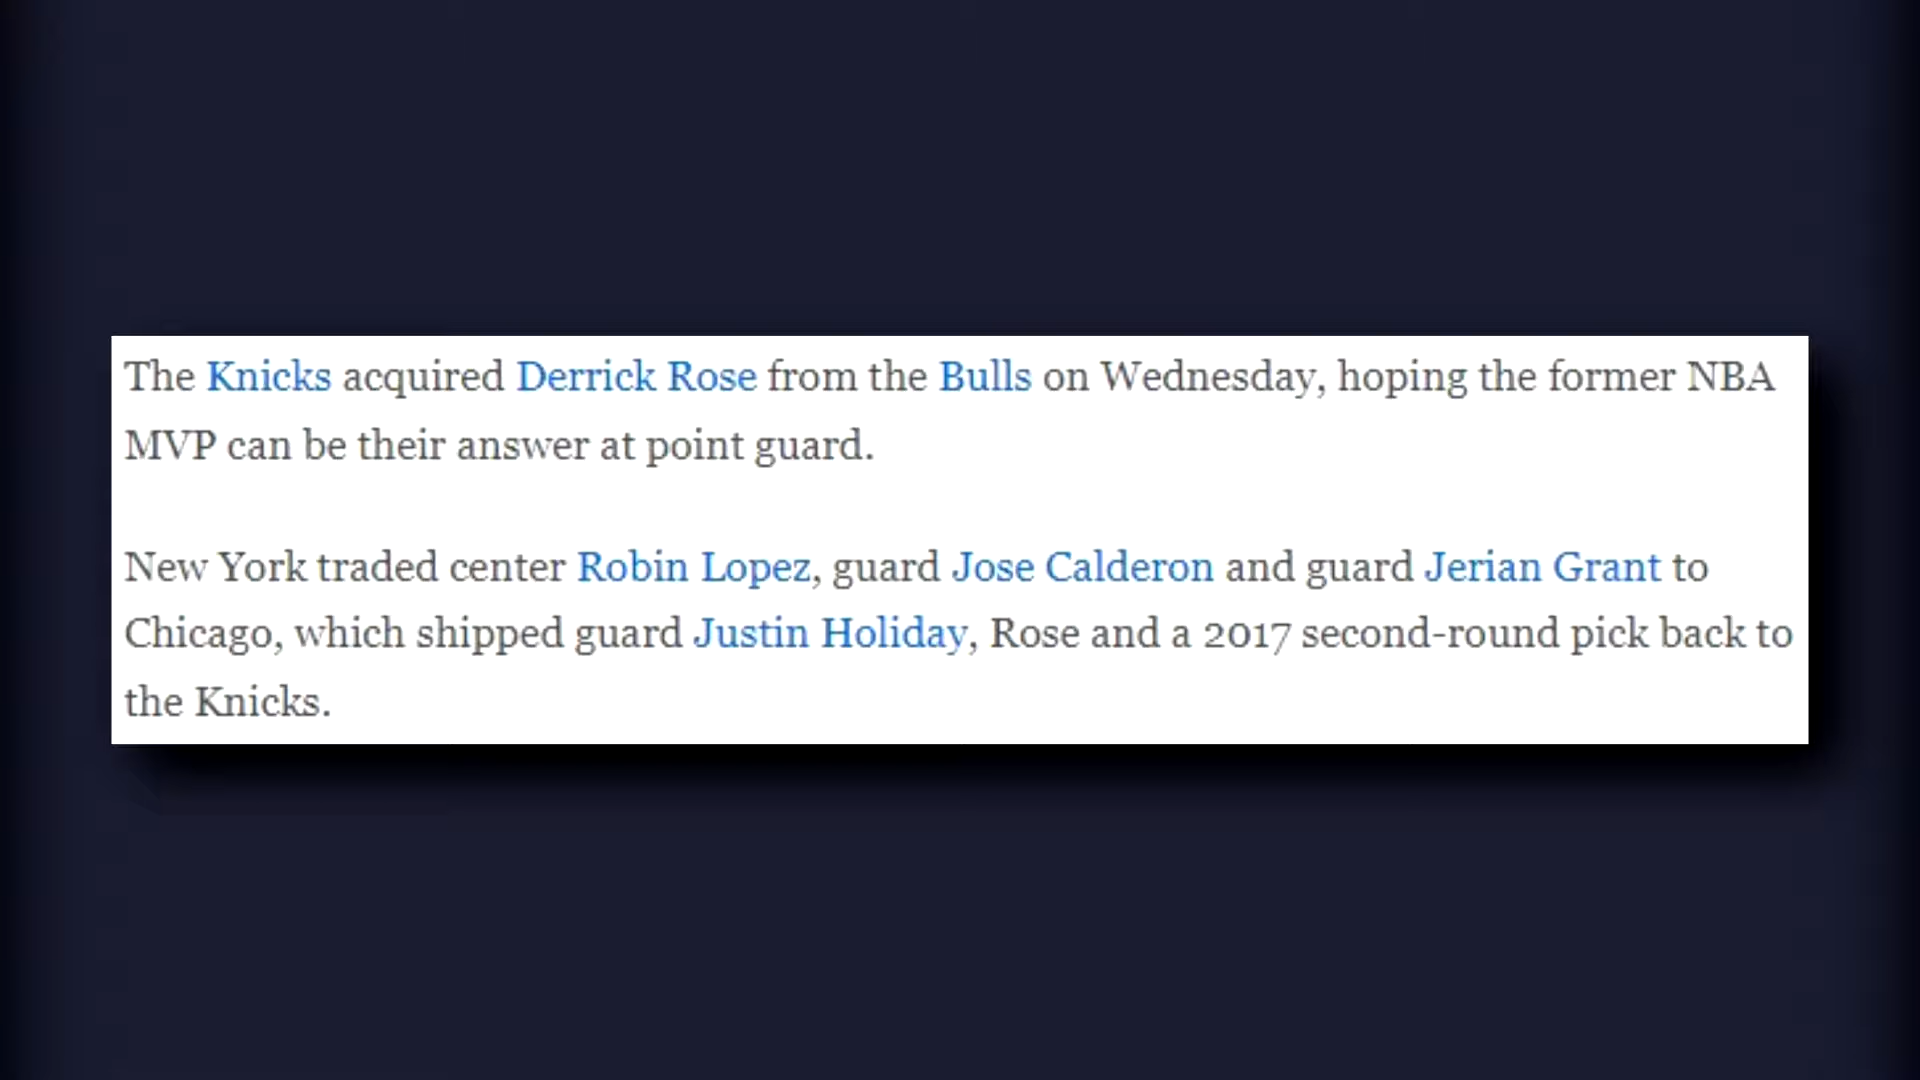 The Knicks acquired Derrick Rose from the Bulls on Wednesday, hoping the former NBA
MVP can be their answer at point guard.
New York traded center Robin Lopez, guard Jose Calderon and guard Jerian Grant to
Chicago, which shipped guard Justin Holiday, Rose and a 2017 second-round pick back to
the Knicks.